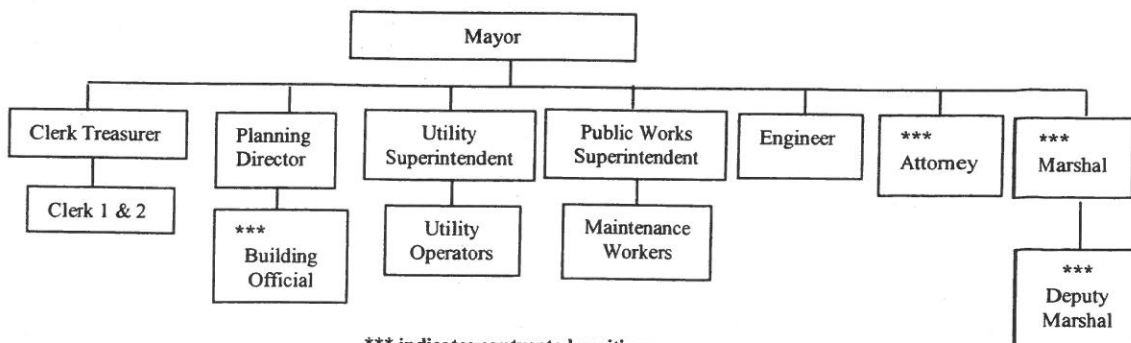 Mayor
Clerk Treasurer
Clerk 1 & 2
Planning
Director
***
Building
Official
Utility
Superintendent
Utility
Operators
Public Works
Superintendent
Maintenance
Workers
Engineer
***
Attorney
***
Marshal
***
Deputy
Marshal
*** indicates contracted positions